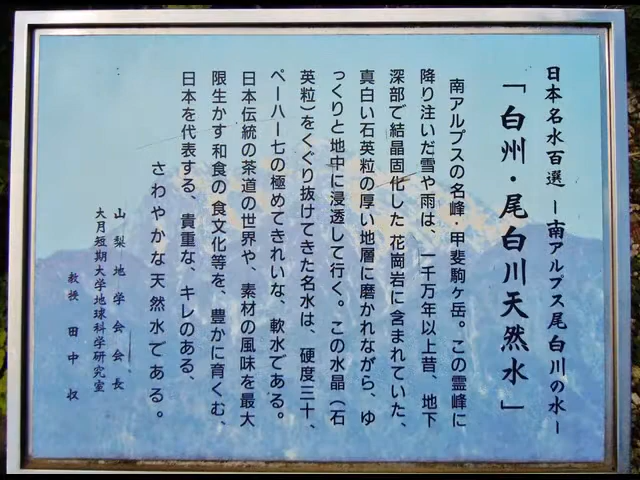 日本名水百選 ー南アルプス尾白川の水ー
「白州・尾白川天然水」
南アルプスの名峰・甲斐駒ヶ岳。この霊峰に
降り注いだ雪や雨は、一千万年以上昔、地下
深部で結晶固化した花崗岩に含まれていた、
真白い石英粒の厚い地層に磨かれながら、ゆ
っくりと地中に浸透して行く。この水晶（石
英粒）をくぐり抜けてきた名水は、硬度三十、
ペーハー七の極めてきれいな、軟水である。
日本伝統の茶道の世界や、素材の風味を最大
限生かす和食の食文化等を、豊かに育くむ、
日本を代表する、貴重な、キレのある、
さわやかな天然水である。
山梨地学会会長
大月短期大学地球科学研究室
教授 田中 収